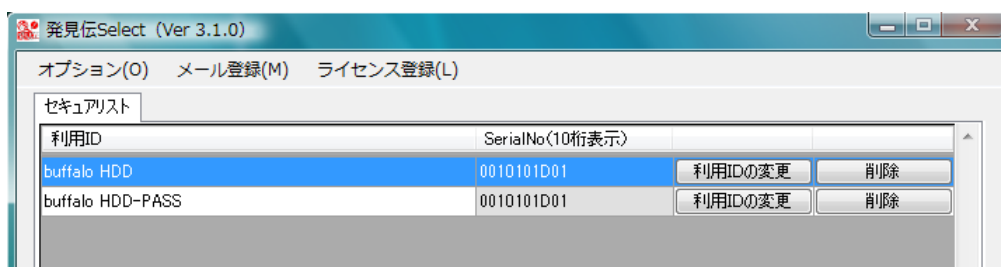 発見伝Select（Ver 3.1.0）
オプション(O) メール登録(M) ライセンス登録(L)
セキュアリスト
利用ID SerialNo(10桁表示)
buffalo HDD 0010101D01 利用IDの変更 削除
buffalo HDD-PASS 0010101D01 利用IDの変更 削除